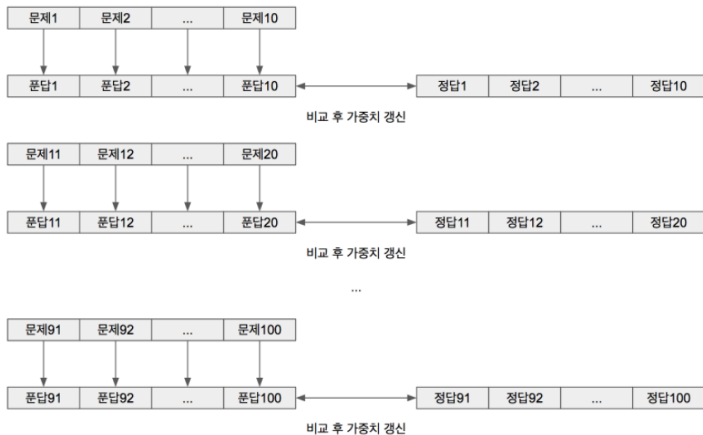 문제1 문제2 ... 문제10
푼답1 푼답2 ... 푼답10 정답1 정답2 ... 정답10
비교 후 가중치 갱신
문제11 문제12 ... 문제20
푼답11 푼답12 ... 푼답20 정답11 정답12 ... 정답20
비교 후 가중치 갱신
...
문제91 문제92 ... 문제100
푼답91 푼답92 ... 푼답100 정답91 정답92 ... 정답100
비교 후 가중치 갱신